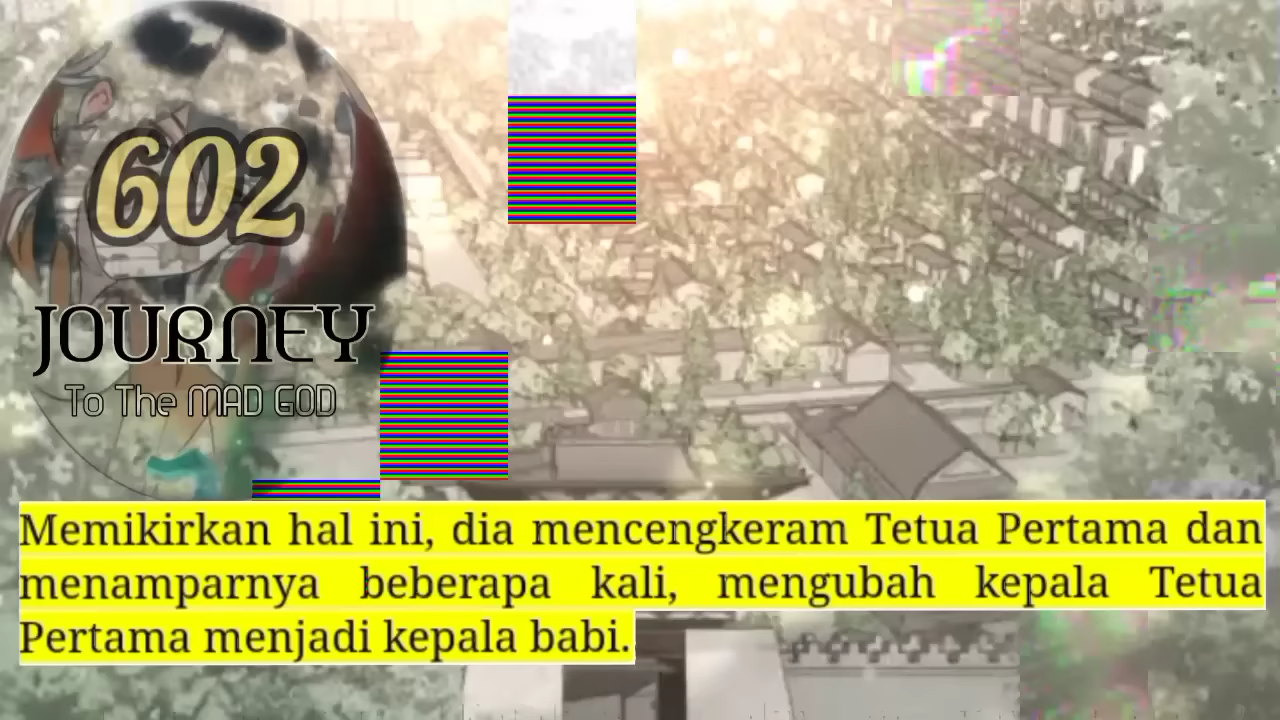 602
JOURNEY
To The MAD GOD
Memikirkan hal ini, dia mencengkeram Tetua Pertama dan
menamparnya beberapa kali, mengubah kepala Tetua
Pertama menjadi kepala babi.